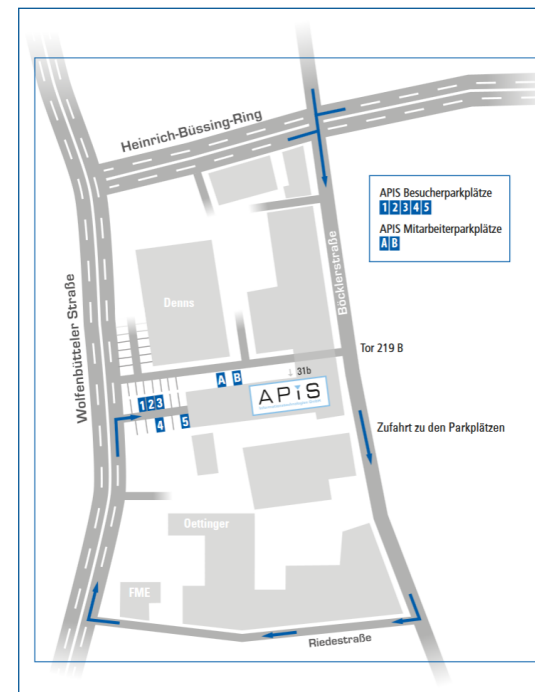 Heinrich-Büssing-Ring
APIS Besucherparkplätze
1 2 3 4 5
APIS Mitarbeiterparkplätze
A B
Wolfenbütteler Straße
Böcklerstraße
Denns
Tor 219 B
A B
↓ 31b
APIS
1 2 3
4 5
Zufahrt zu den Parkplätzen
Oettinger
FME
Riedestraße